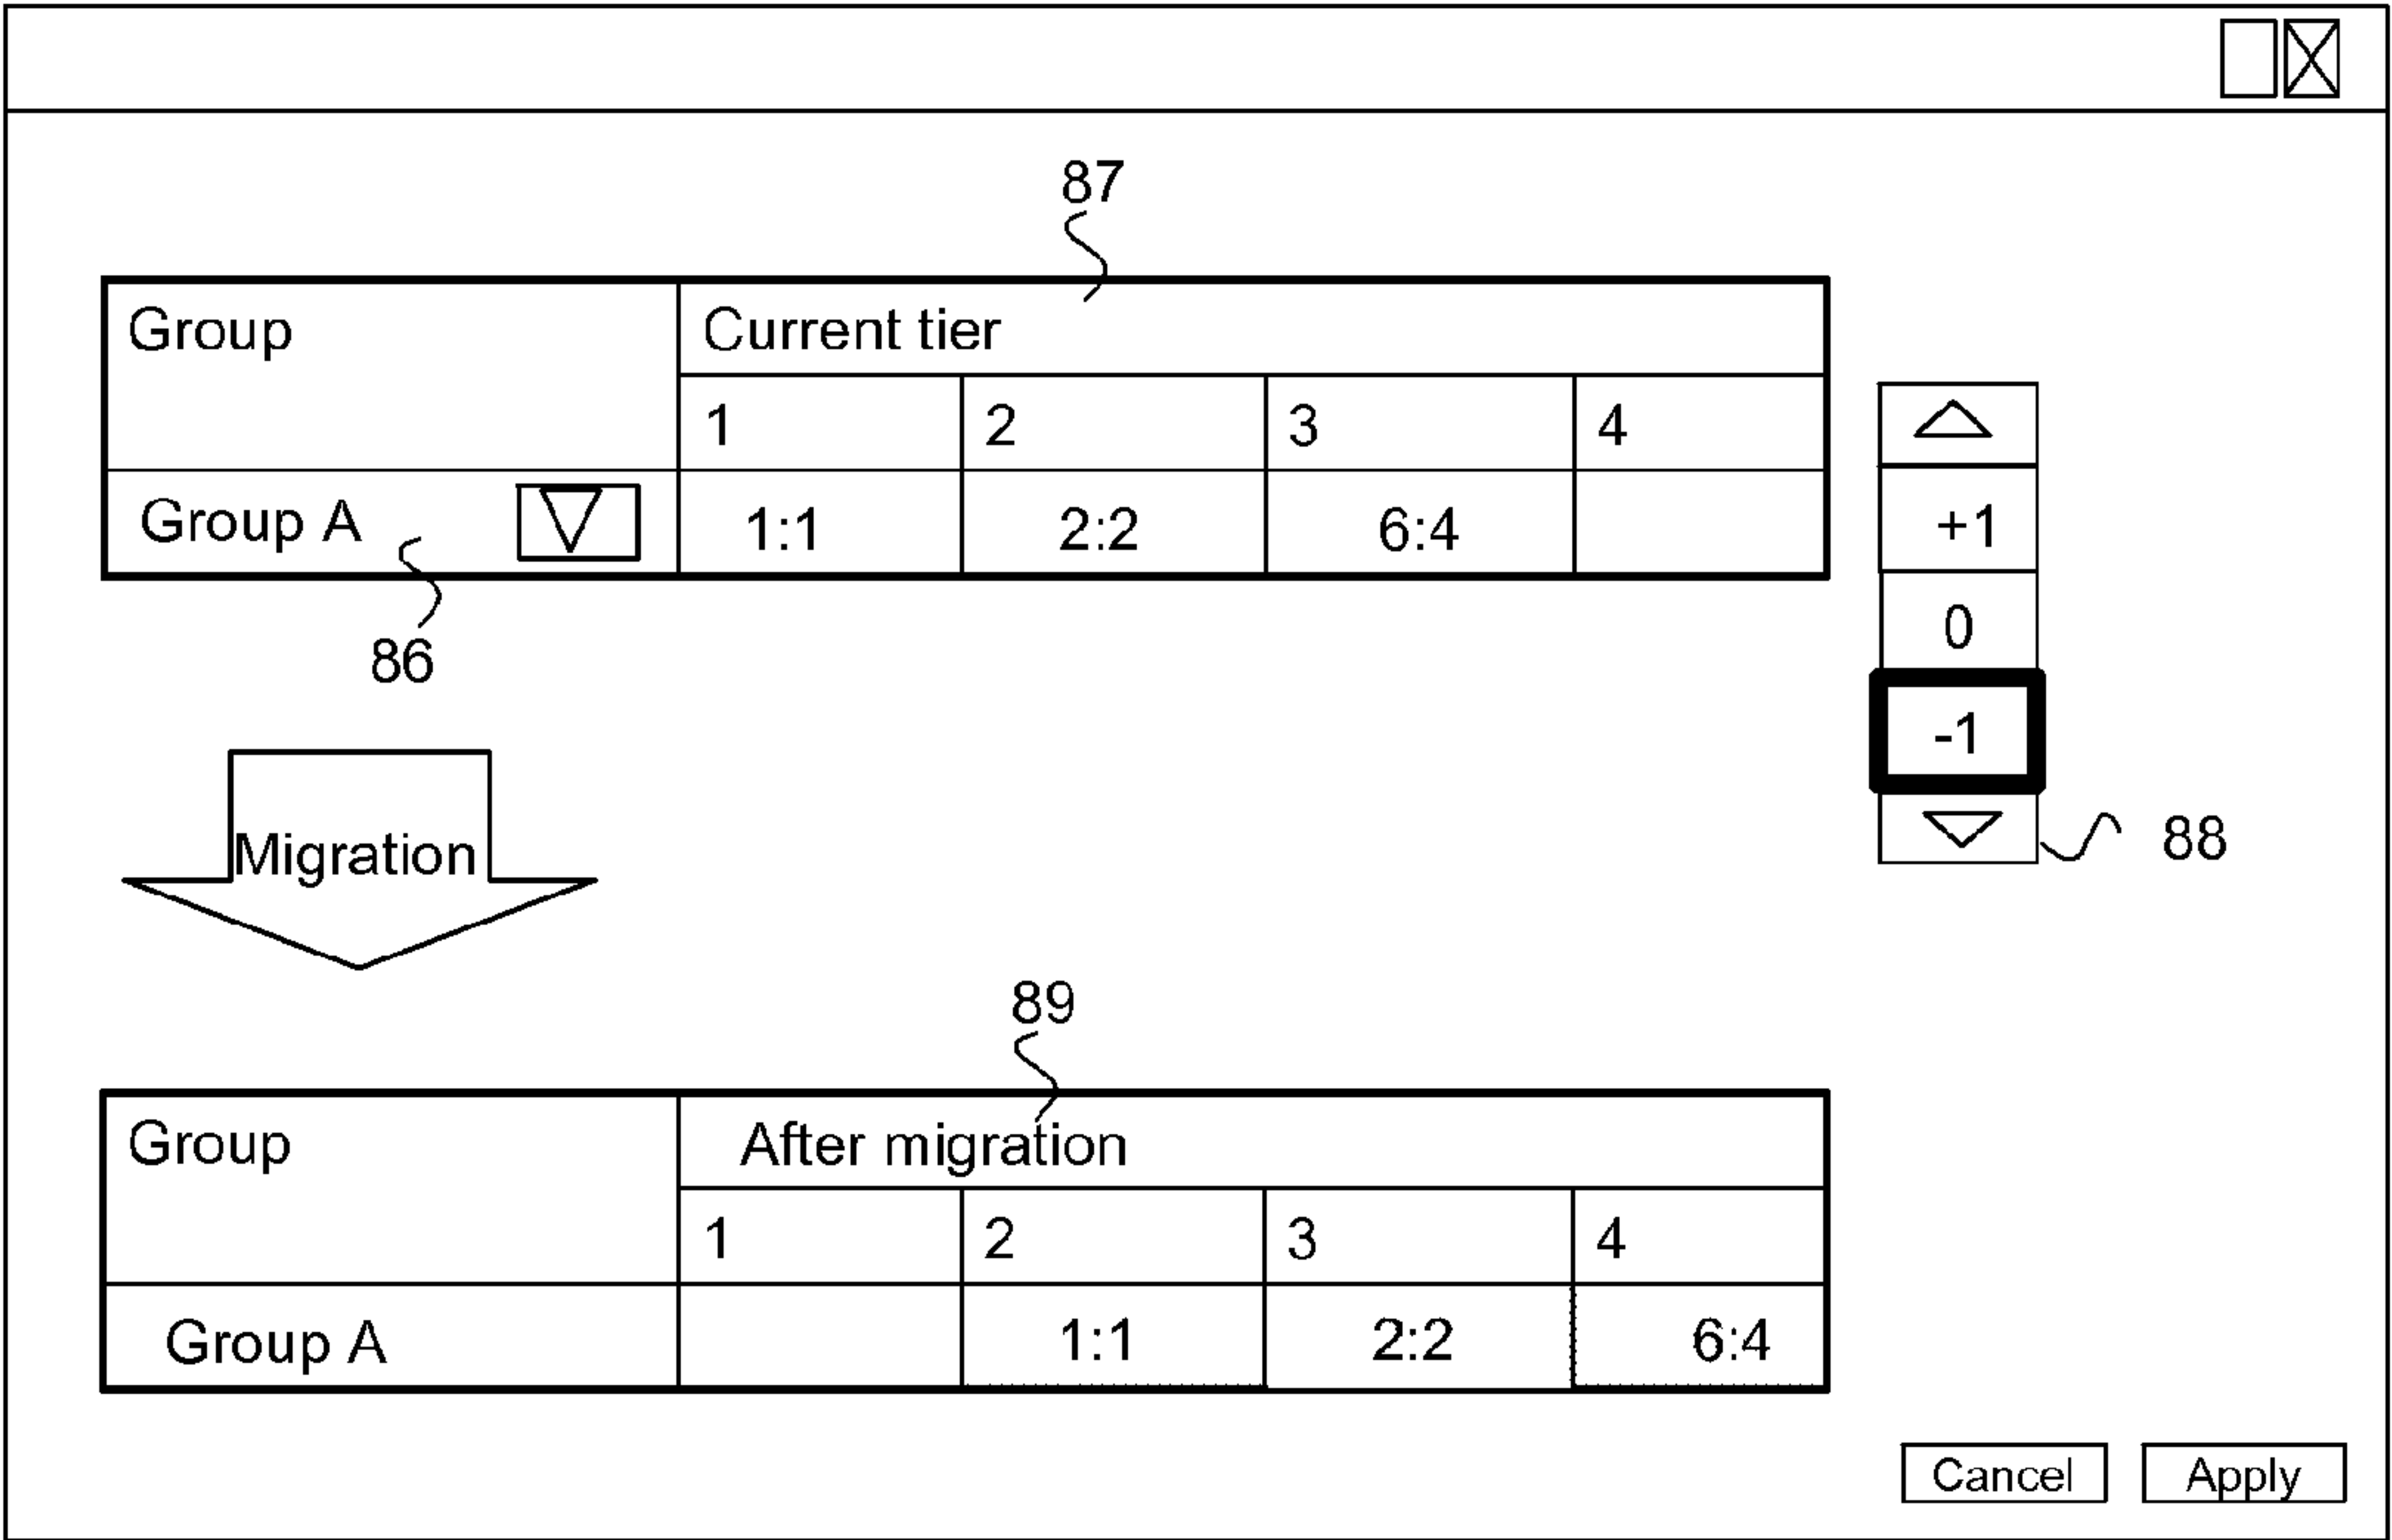 87
Group Current tier
1 2 3 4
Group A 1:1 2:2 6:4
+1
0
-1
86
88
Migration
89
Group After migration
1 2 3 4
Group A 1:1 2:2 6:4
Cancel Apply